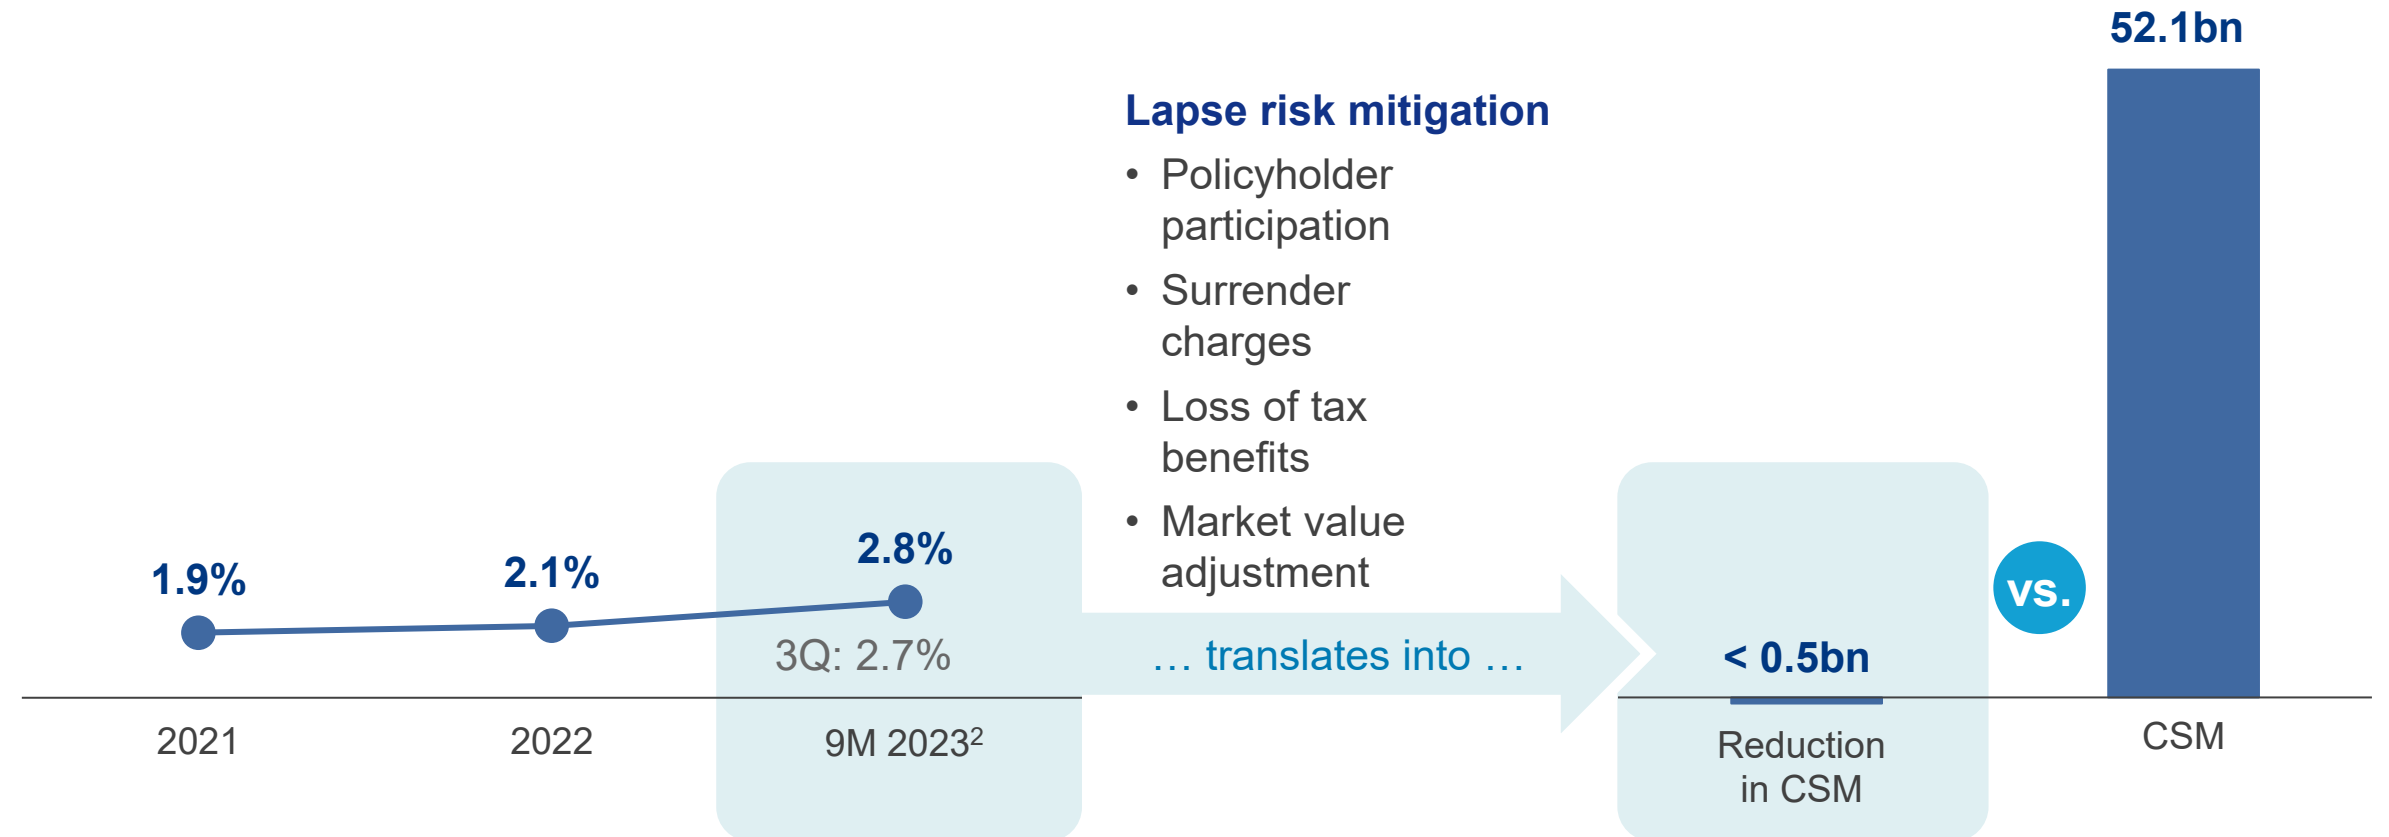 1.9%
2.1%
2.8%
3Q: 2.7%
2021
2022
9M 2023²
Lapse risk mitigation
• Policyholder
participation
• Surrender
charges
• Loss of tax
benefits
• Market value
adjustment
… translates into …
< 0.5bn
Reduction
in CSM
vs.
52.1bn
CSM